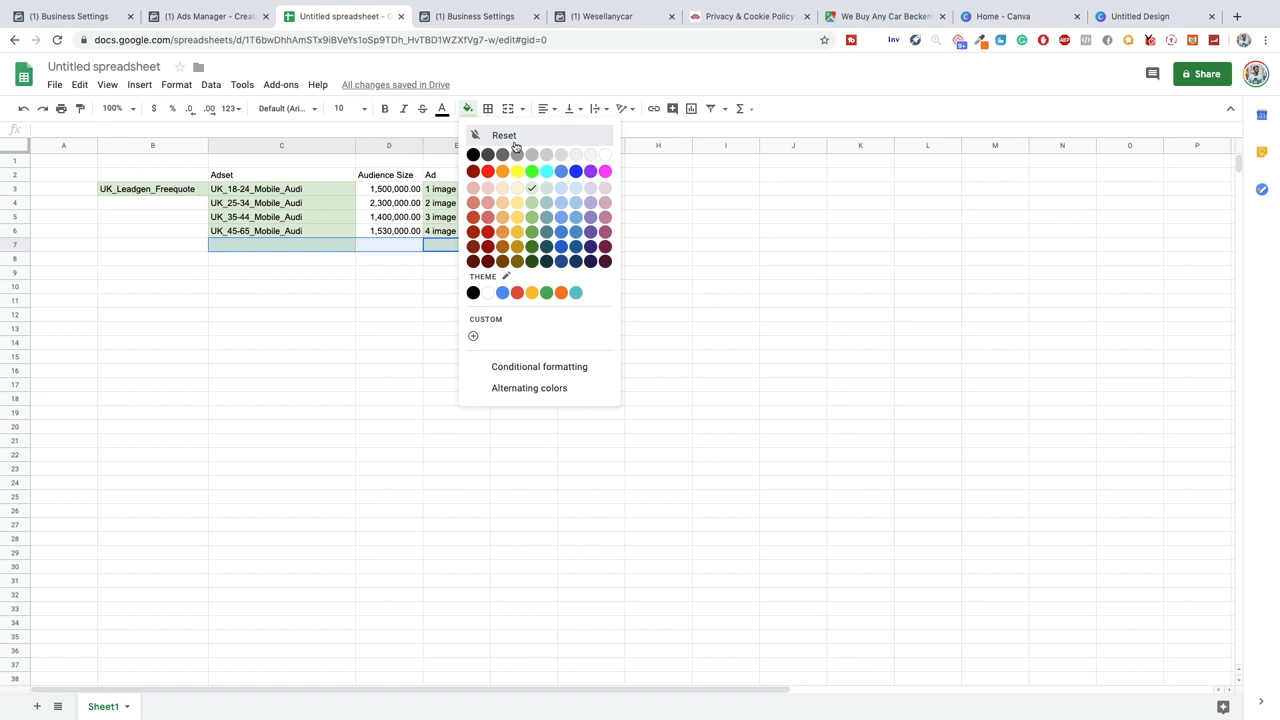 (1) Business Settings
(1) Ads Manager - Creat
Untitled spreadsheet - G
(1) Business Settings
(1) Wesellanycar
Privacy & Cookie Policy
We Buy Any Car Becken
Home - Canva
Untitled Design
docs.google.com/spreadsheets/d/1T6bwDhhAmSTx9iBVeYs1oSp9TDh_HvTBD1WZXfVg7-w/edit#gid=0
Untitled spreadsheet
File Edit View Insert Format Data Tools Add-ons Help All changes saved in Drive
Share
100% $ % .0 .00 123 Default (Ari... 10 B I S A
fx
Reset
A B C D E H I J K L M N O P
1
2 Adset Audience Size Ad
3 UK_Leadgen_Freequote UK_18-24_Mobile_Audi 1,500,000.00 1 image
4 UK_25-34_Mobile_Audi 2,300,000.00 2 image
5 UK_35-44_Mobile_Audi 1,400,000.00 3 image
6 UK_45-65_Mobile_Audi 1,530,000.00 4 image
7
8
9
THEME
10
11
12
CUSTOM
13
14
15
Conditional formatting
16
17
Alternating colors
18
19
20
21
22
23
24
25
26
27
28
29
30
31
32
33
34
35
36
37
38
Sheet1